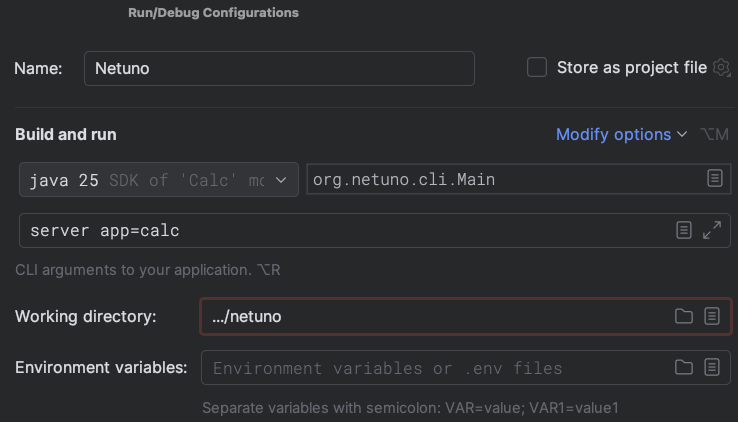 Run/Debug Configurations
Name: Netuno Store as project file
Build and run Modify options ⌥M
java 25 SDK of 'Calc' mo org.netuno.cli.Main
server app=calc
CLI arguments to your application. ⌥R
Working directory: .../netuno
Environment variables: Environment variables or .env files
Separate variables with semicolon: VAR=value; VAR1=value1